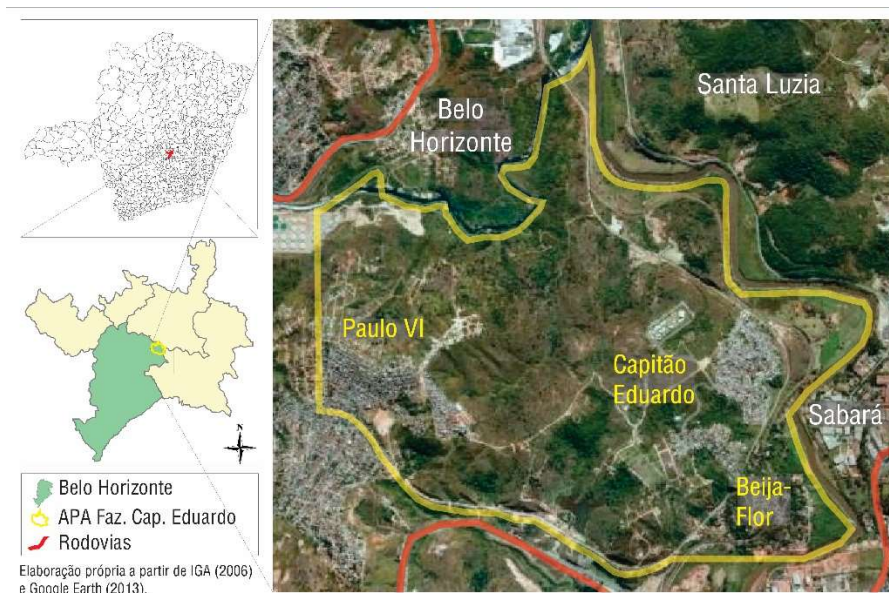 Belo
Horizonte
Santa Luzia
Paulo VI
Capitão
Eduardo
Sabará
Beija-
Flor
N
Belo Horizonte
APA Faz. Cap. Eduardo
Rodovias
Elaboração própria a partir de IGA (2006)
e Google Earth (2013).